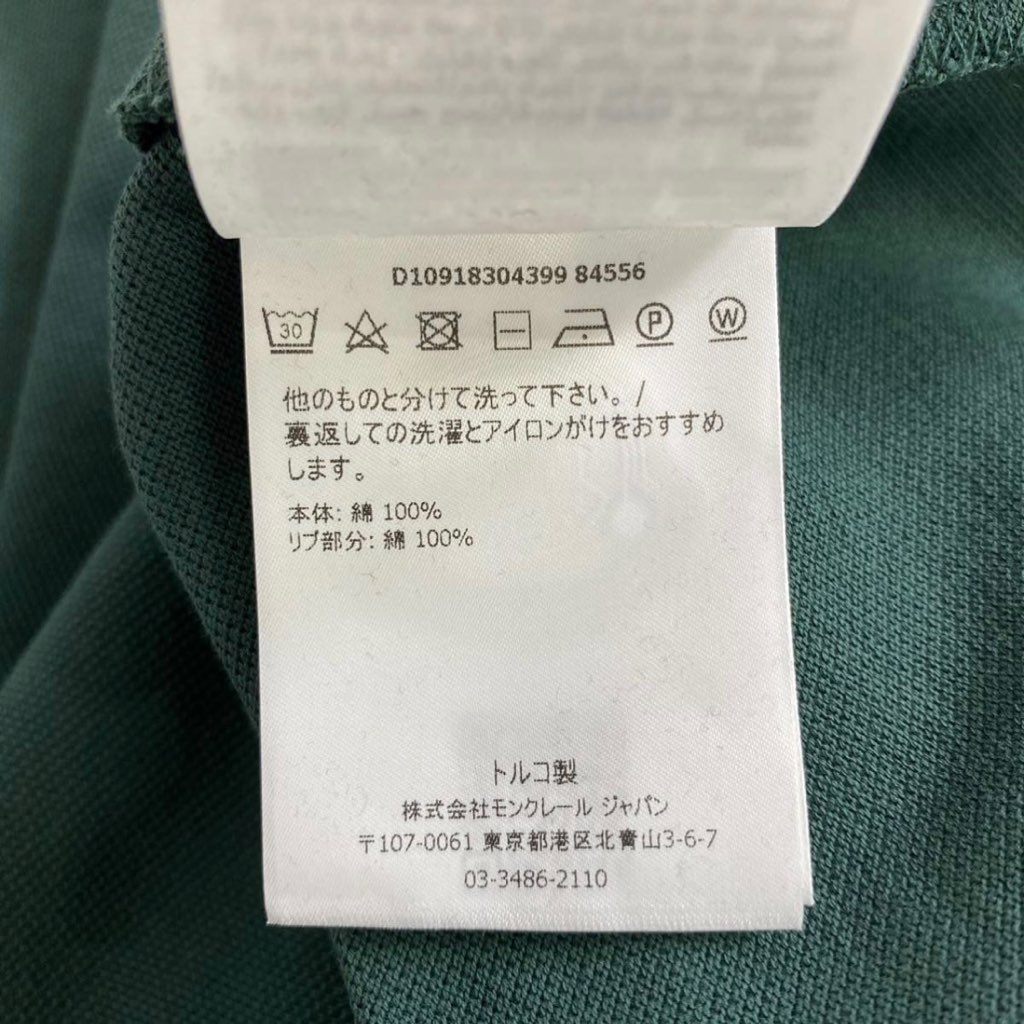 D10918304399 84556
30
P
W
他のものと分けて洗って下さい。/
裏返しての洗濯とアイロンがけをおすすめ
します。
本体: 綿 100%
リブ部分: 綿 100%
トルコ製
株式会社モンクレール ジャパン
〒107-0061 東京都港区北青山3-6-7
03-3486-2110